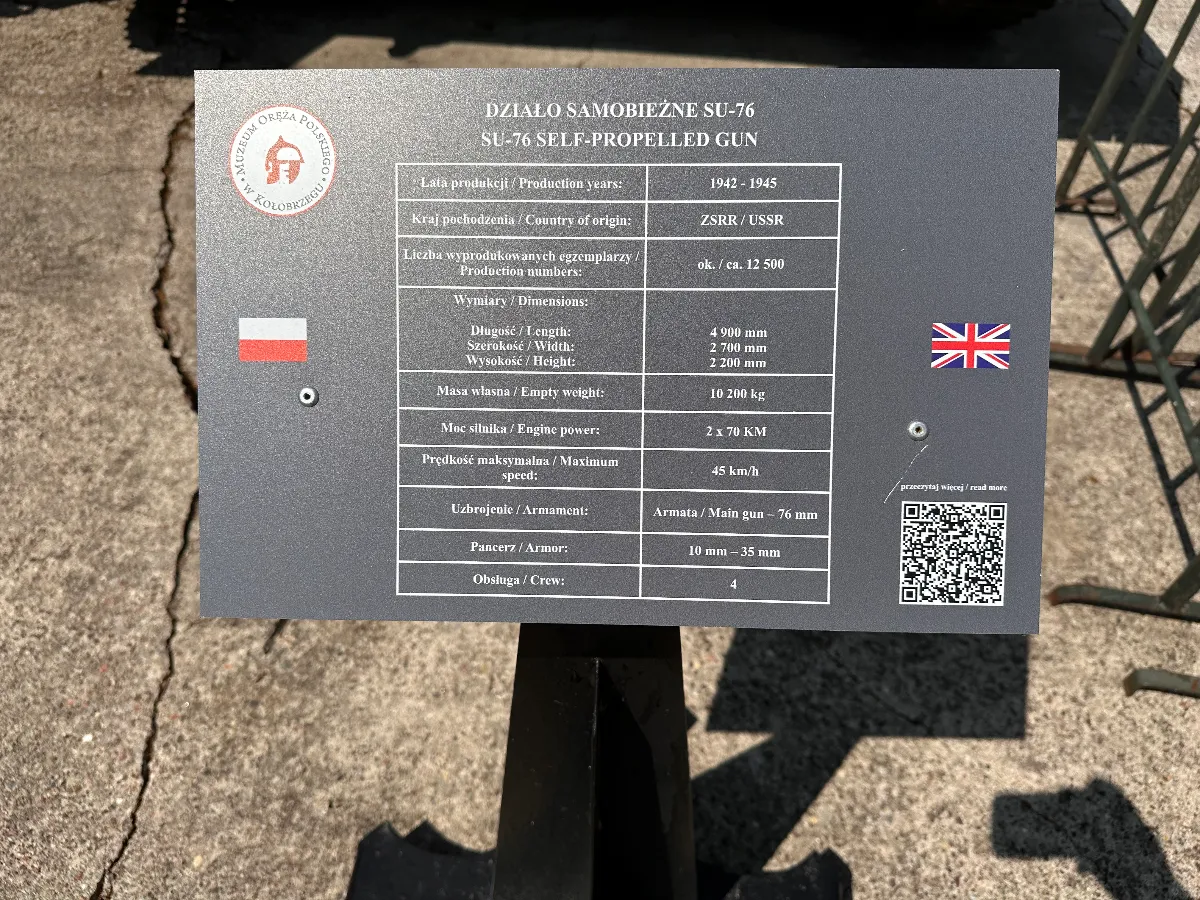 MUZEUM ORĘŻA POLSKIEGO
W KOŁOBRZEGU
DZIAŁO SAMOBIEŻNE SU-76
SU-76 SELF-PROPELLED GUN
Lata produkcji / Production years: 1942 - 1945
Kraj pochodzenia / Country of origin: ZSRR / USSR
Liczba wyprodukowanych egzemplarzy /
Production numbers: ok. / ca. 12 500
Wymiary / Dimensions:
Długość / Length: 4 900 mm
Szerokość / Width: 2 700 mm
Wysokość / Height: 2 200 mm
Masa własna / Empty weight: 10 200 kg
Moc silnika / Engine power: 2 x 70 KM
Prędkość maksymalna / Maximum
speed: 45 km/h
Uzbrojenie / Armament: Armata / Main gun – 76 mm
Pancerz / Armor: 10 mm – 35 mm
Obsługa / Crew: 4
przeczytaj więcej / read more